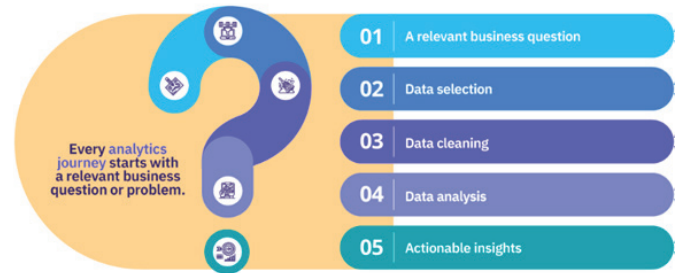 Every analytics
journey starts with
a relevant business
question or problem.
01 A relevant business question
02 Data selection
03 Data cleaning
04 Data analysis
05 Actionable insights